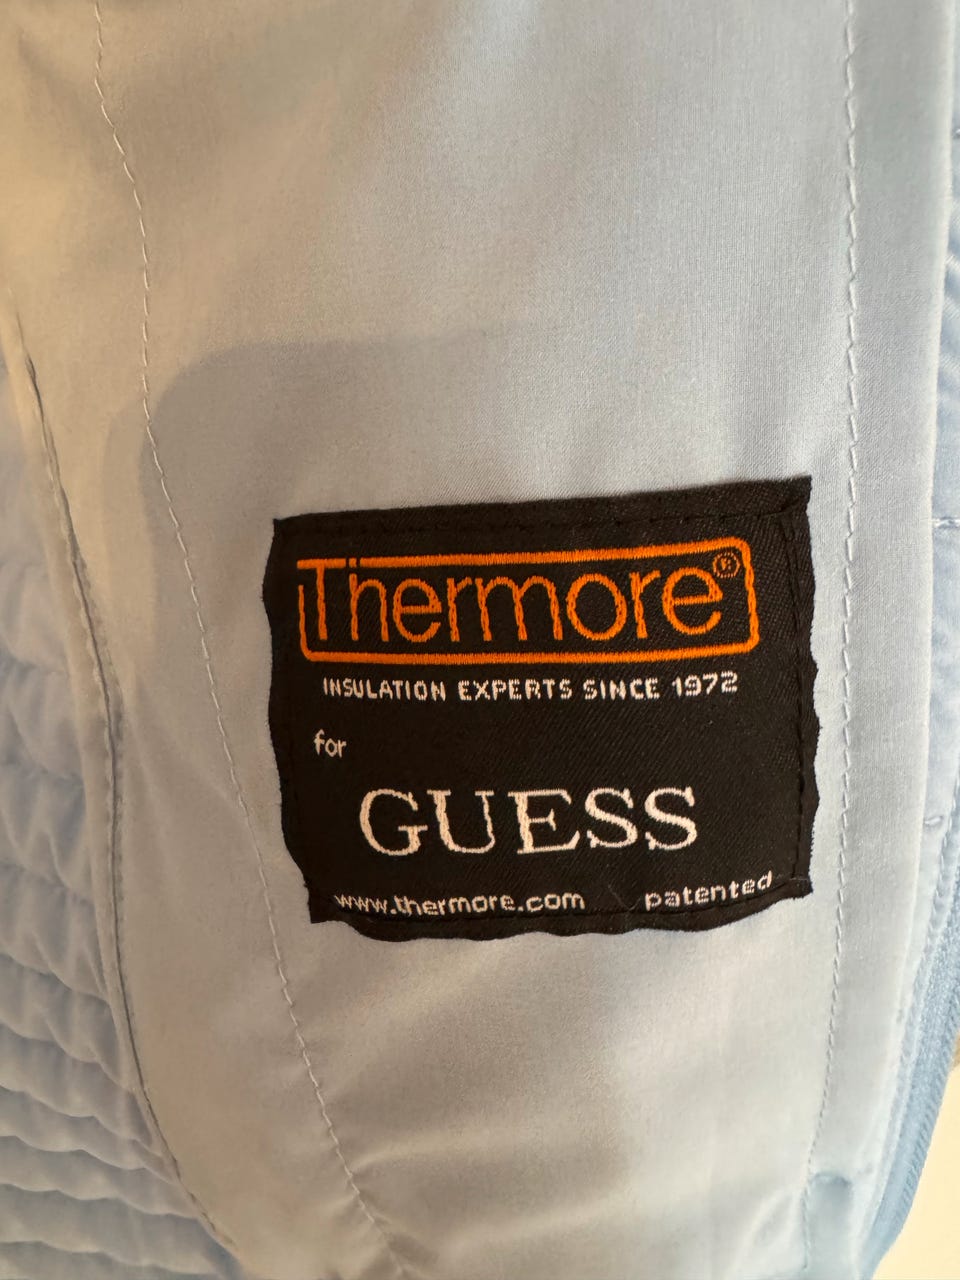 Thermore®
INSULATION EXPERTS SINCE 1972
for
GUESS
www.thermore.com patented